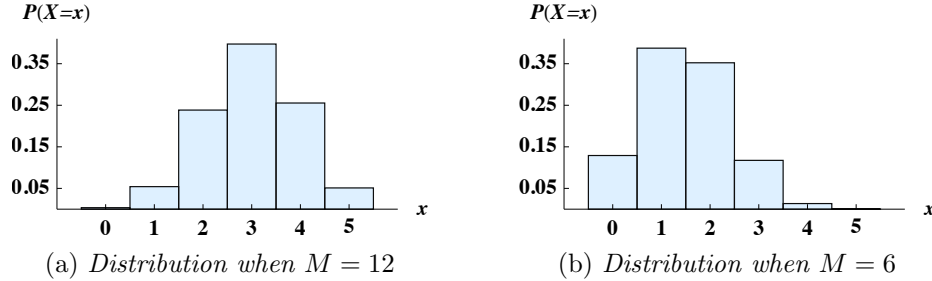 P(X=x)
0.35
0.25
0.15
0.05
0 1 2 3 4 5 x
(a) Distribution when M = 12
P(X=x)
0.35
0.25
0.15
0.05
0 1 2 3 4 5 x
(b) Distribution when M = 6